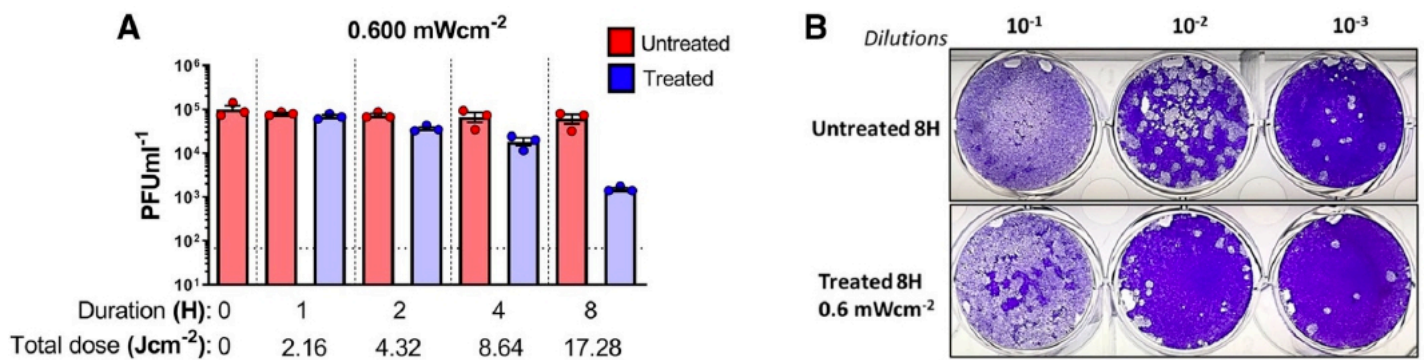 A
0.600 mWcm⁻²
Untreated
Treated
PFUml⁻¹
10⁶
10⁵
10⁴
10³
10²
10¹
Duration (H): 0 1 2 4 8
Total dose (Jcm⁻²): 0 2.16 4.32 8.64 17.28
B
Dilutions 10⁻¹ 10⁻² 10⁻³
Untreated 8H
Treated 8H
0.6 mWcm⁻²